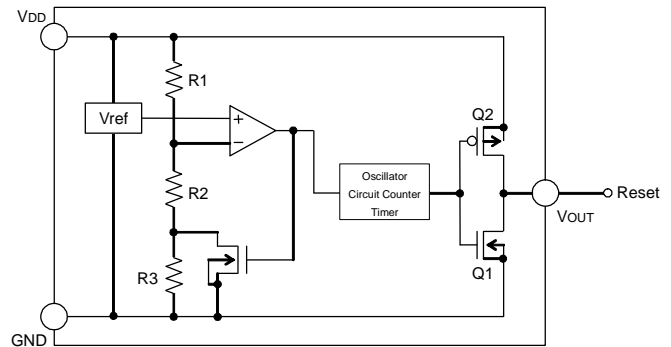 VDD
R1
Q2
Vref
+
−
Oscillator
Circuit Counter
Timer
R2
Reset
VOUT
R3
Q1
GND